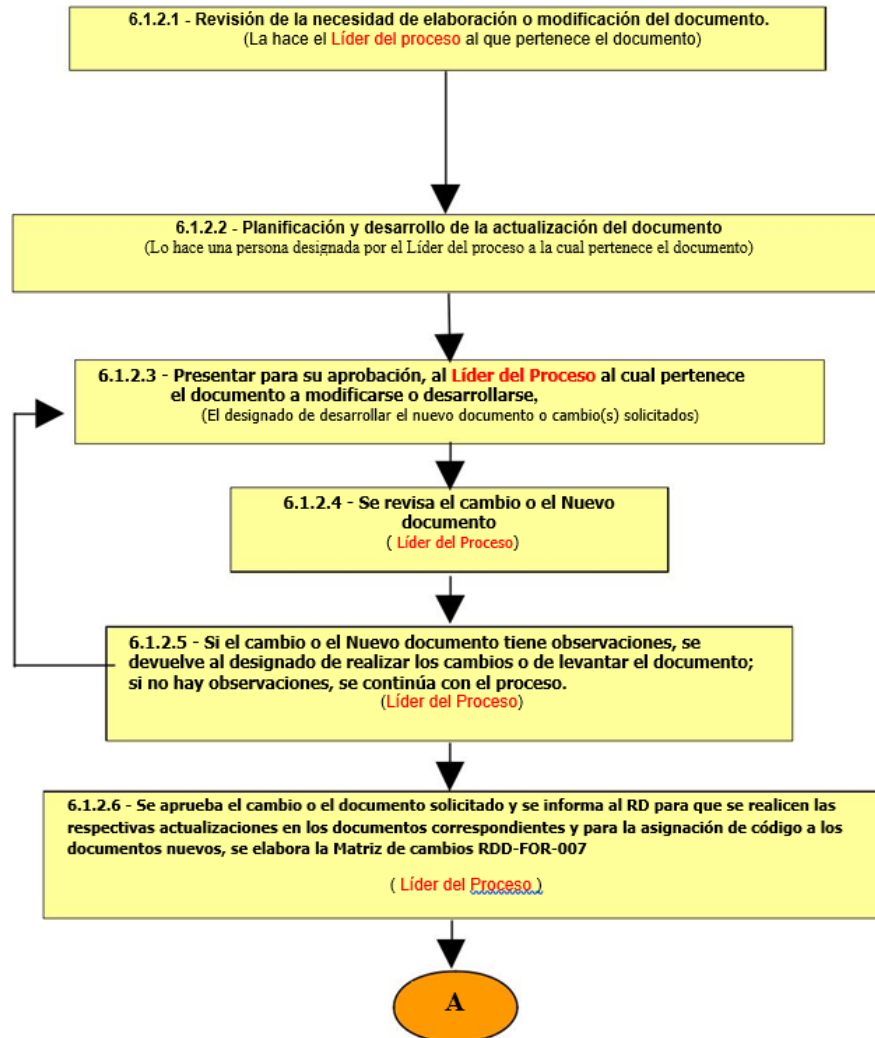 6.1.2.1 - Revisión de la necesidad de elaboración o modificación del documento.
(La hace el Líder del proceso al que pertenece el documento)
6.1.2.2 - Planificación y desarrollo de la actualización del documento
(Lo hace una persona designada por el Líder del proceso a la cual pertenece el documento)
6.1.2.3 - Presentar para su aprobación, al Líder del Proceso al cual pertenece
el documento a modificarse o desarrollarse,
(El designado de desarrollar el nuevo documento o cambio(s) solicitados)
6.1.2.4 - Se revisa el cambio o el Nuevo
documento
( Líder del Proceso)
6.1.2.5 - Si el cambio o el Nuevo documento tiene observaciones, se
devuelve al designado de realizar los cambios o de levantar el documento;
si no hay observaciones, se continúa con el proceso.
(Líder del Proceso)
6.1.2.6 - Se aprueba el cambio o el documento solicitado y se informa al RD para que se realicen las
respectivas actualizaciones en los documentos correspondientes y para la asignación de código a los
documentos nuevos, se elabora la Matriz de cambios RDD-FOR-007
( Líder del Proceso )
A